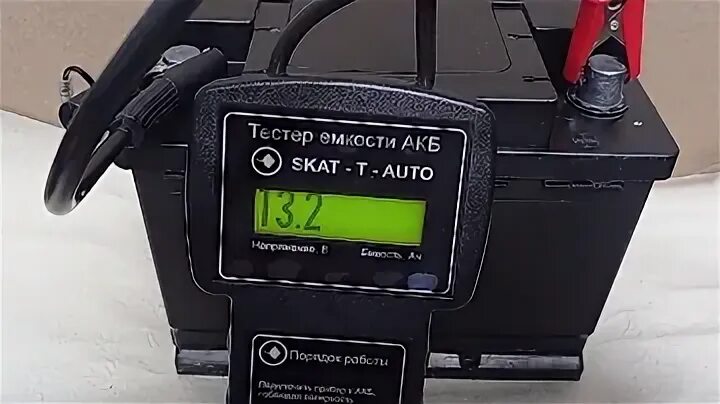 Тестер емкости АКБ
SKAT - T - AUTO
13.2
Напряжение, В Емкость, Ач
Порядок работы